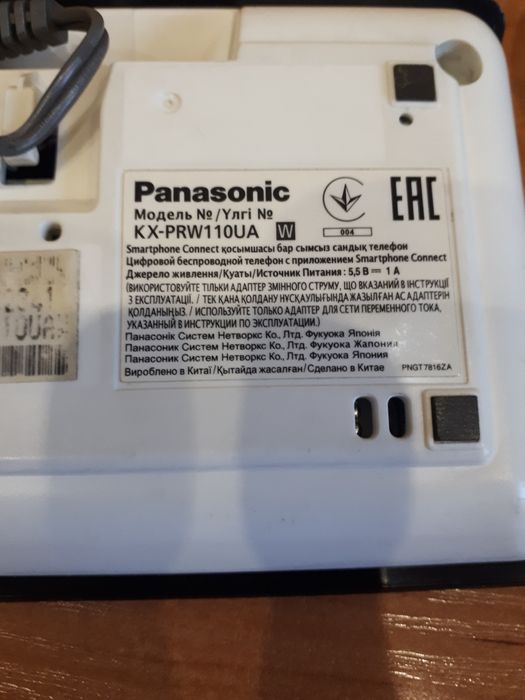 Panasonic
Модель №/Үлгі №
KX-PRW110UA W
004
EAC
Smartphone Connect қосымшасы бар сымсыз сандық телефон
Цифровой беспроводной телефон с приложением Smartphone Connect
Джерело живлення/Қуаты/Источник Питания : 5,5 В ⎓ 1 А
(ВИКОРИСТОВУЙТЕ ТІЛЬКИ АДАПТЕР ЗМІННОГО СТРУМУ, ЩО ВКАЗАНИЙ В ІНСТРУКЦІЇ
З ЕКСПЛУАТАЦІЇ. / ТЕК ҚАНА ҚОЛДАНУ НҰСҚАУЛЫҒЫНДА ЖАЗЫЛҒАН АС АДАПТЕРІН
ҚОЛДАНЫҢЫЗ. / ИСПОЛЬЗУЙТЕ ТОЛЬКО АДАПТЕР ДЛЯ СЕТИ ПЕРЕМЕННОГО ТОКА,
УКАЗАННЫЙ В ИНСТРУКЦИИ ПО ЭКСПЛУАТАЦИИ.)
Панасонік Систем Нетворкс Ко., Лтд. Фукуока Японія
Панасоник Систем Нетворкс Ко., Лтд. Фукуока Жапония
Панасоник Систем Нетворкс Ко., Лтд. Фукуока Япония
Вироблено в Китаї/Қытайда жасалған/Сделано в Китае
PNGT7816ZA